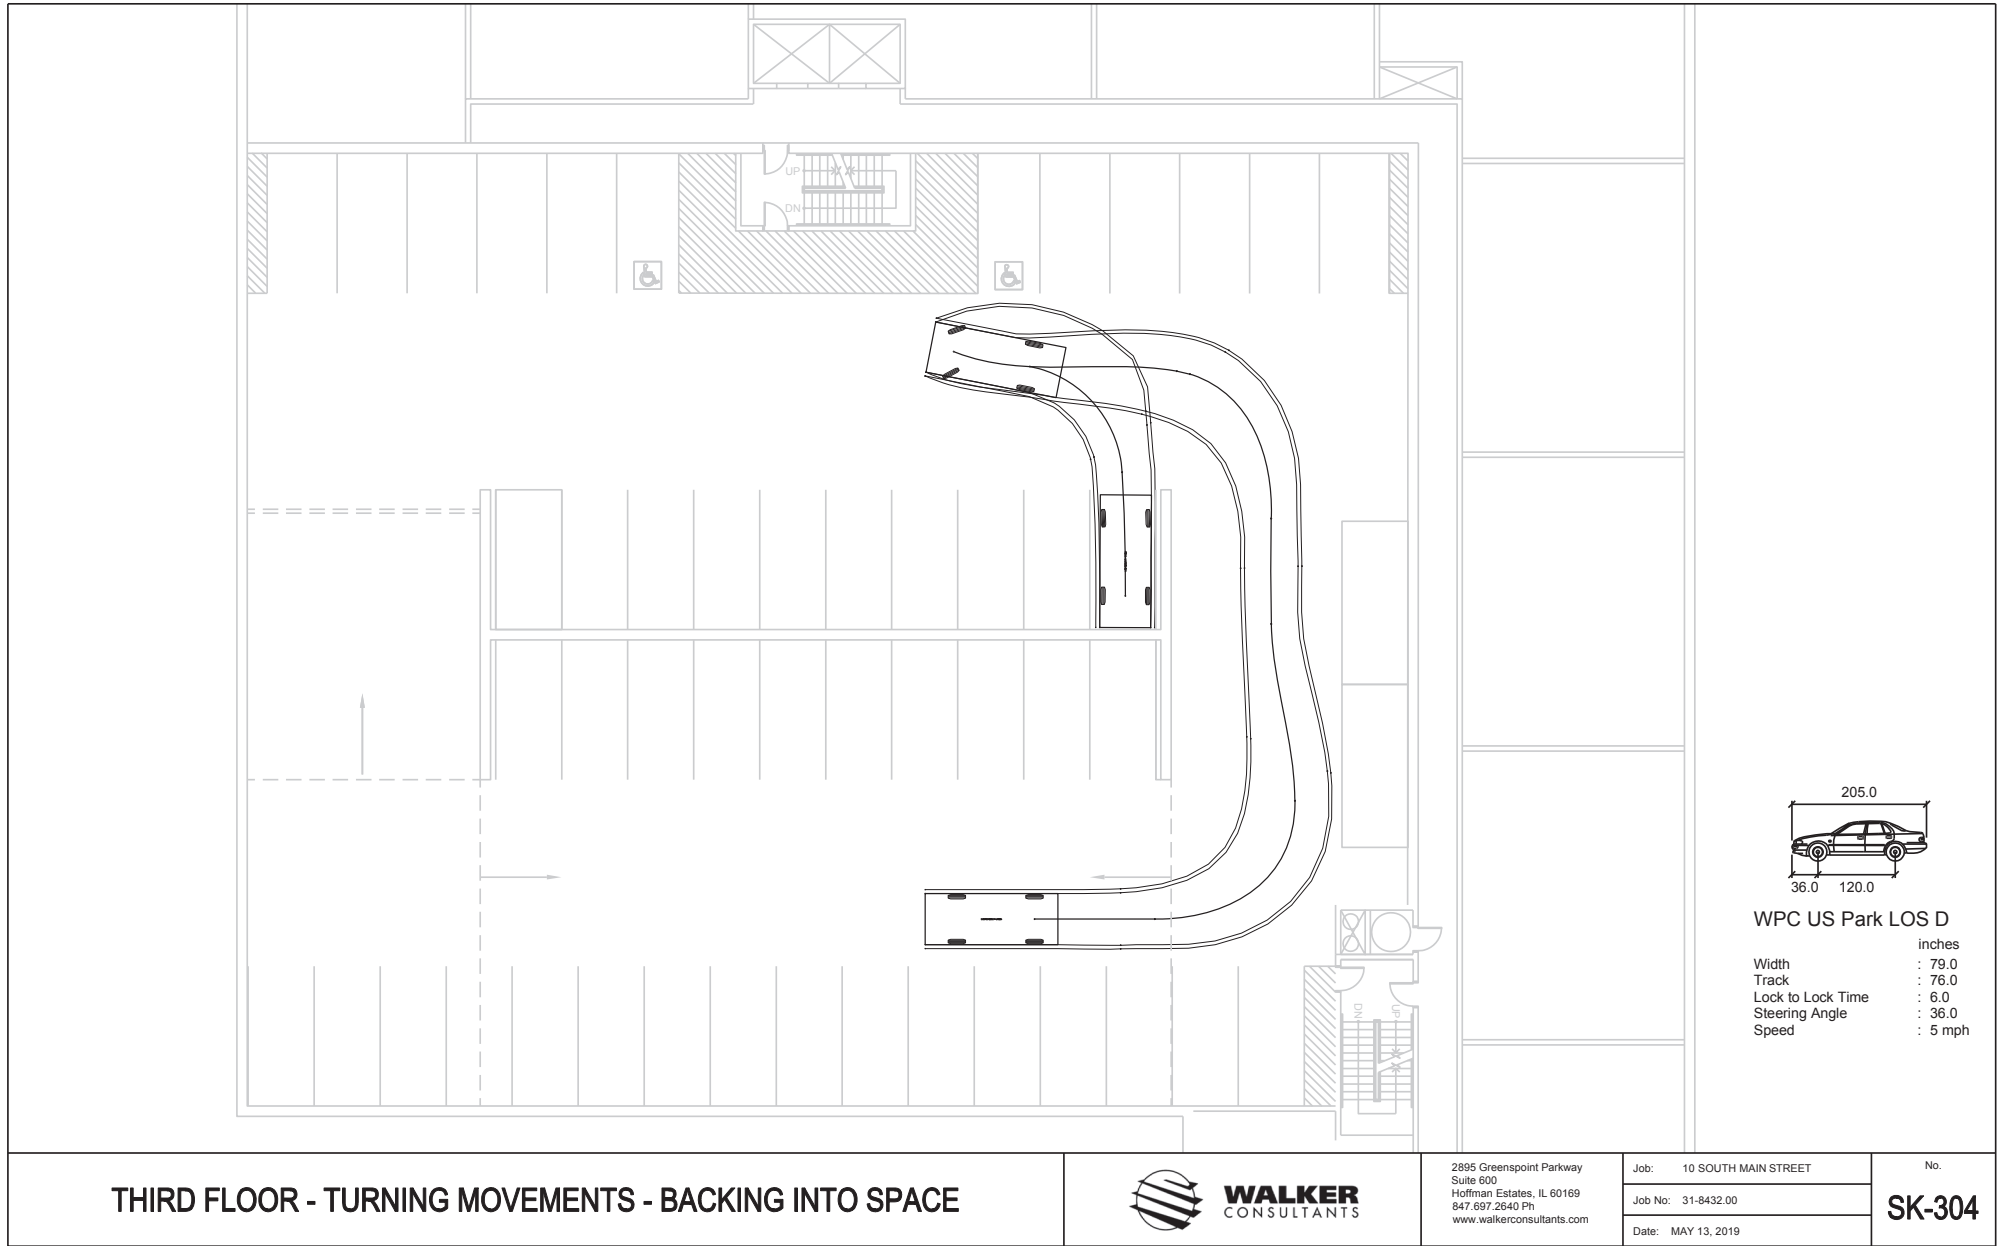 UP
DN
205.0
36.0 120.0
WPC US Park LOS D
inches
Width : 79.0
Track : 76.0
Lock to Lock Time : 6.0
Steering Angle : 36.0
Speed : 5 mph
DN
UP
THIRD FLOOR - TURNING MOVEMENTS - BACKING INTO SPACE
WALKER
CONSULTANTS
2895 Greenspoint Parkway
Suite 600
Hoffman Estates, IL 60169
847.697.2640 Ph
www.walkerconsultants.com
Job: 10 SOUTH MAIN STREET
Job No: 31-8432.00
Date: MAY 13, 2019
No.
SK-304